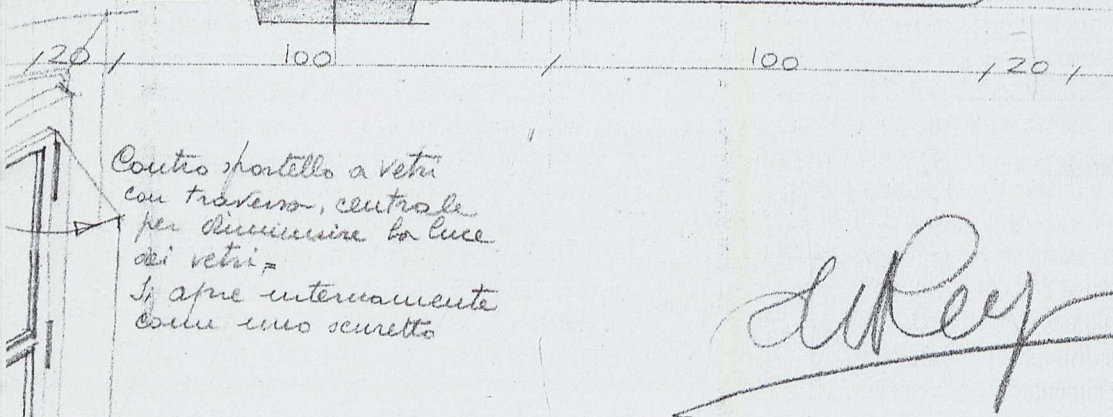 20 100 100 20
Contro sportello a vetri
con traversa, centrale
per diminuire la luce
dei vetri =
Si apre internamente
come uno scuretto